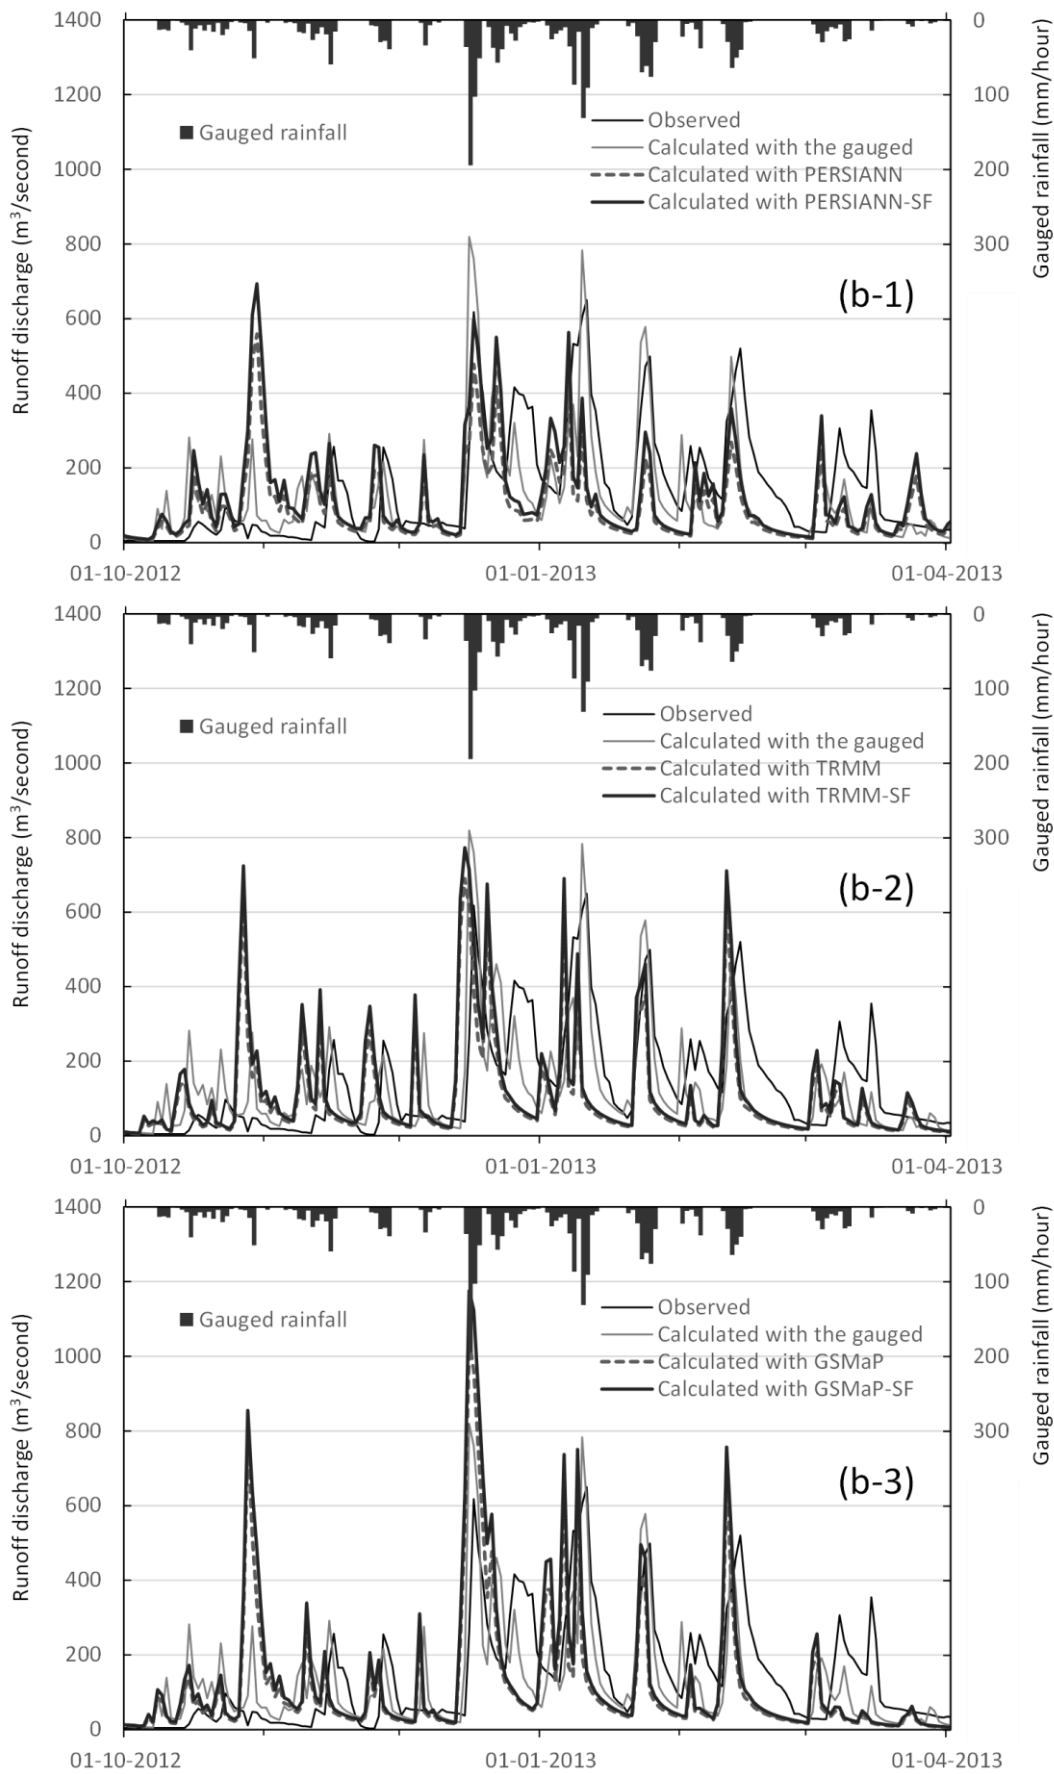 1400
1200
1000
800
600
400
200
0
Runoff discharge (m³/second)
0
100
200
300
Gauged rainfall (mm/hour)
Gauged rainfall
Observed
Calculated with the gauged
Calculated with PERSIANN
Calculated with PERSIANN-SF
(b-1)
01-10-2012
01-01-2013
01-04-2013
1400
1200
1000
800
600
400
200
0
Runoff discharge (m³/second)
0
100
200
300
Gauged rainfall (mm/hour)
Gauged rainfall
Observed
Calculated with the gauged
Calculated with TRMM
Calculated with TRMM-SF
(b-2)
01-10-2012
01-01-2013
01-04-2013
1400
1200
1000
800
600
400
200
0
Runoff discharge (m³/second)
0
100
200
300
Gauged rainfall (mm/hour)
Gauged rainfall
Observed
Calculated with the gauged
Calculated with GSMaP
Calculated with GSMaP-SF
(b-3)
01-10-2012
01-01-2013
01-04-2013